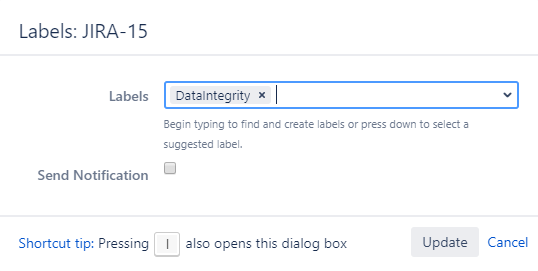 Labels: JIRA-15
Labels DataIntegrity ×
Begin typing to find and create labels or press down to select a
suggested label.
Send Notification
Shortcut tip: Pressing l also opens this dialog box Update Cancel